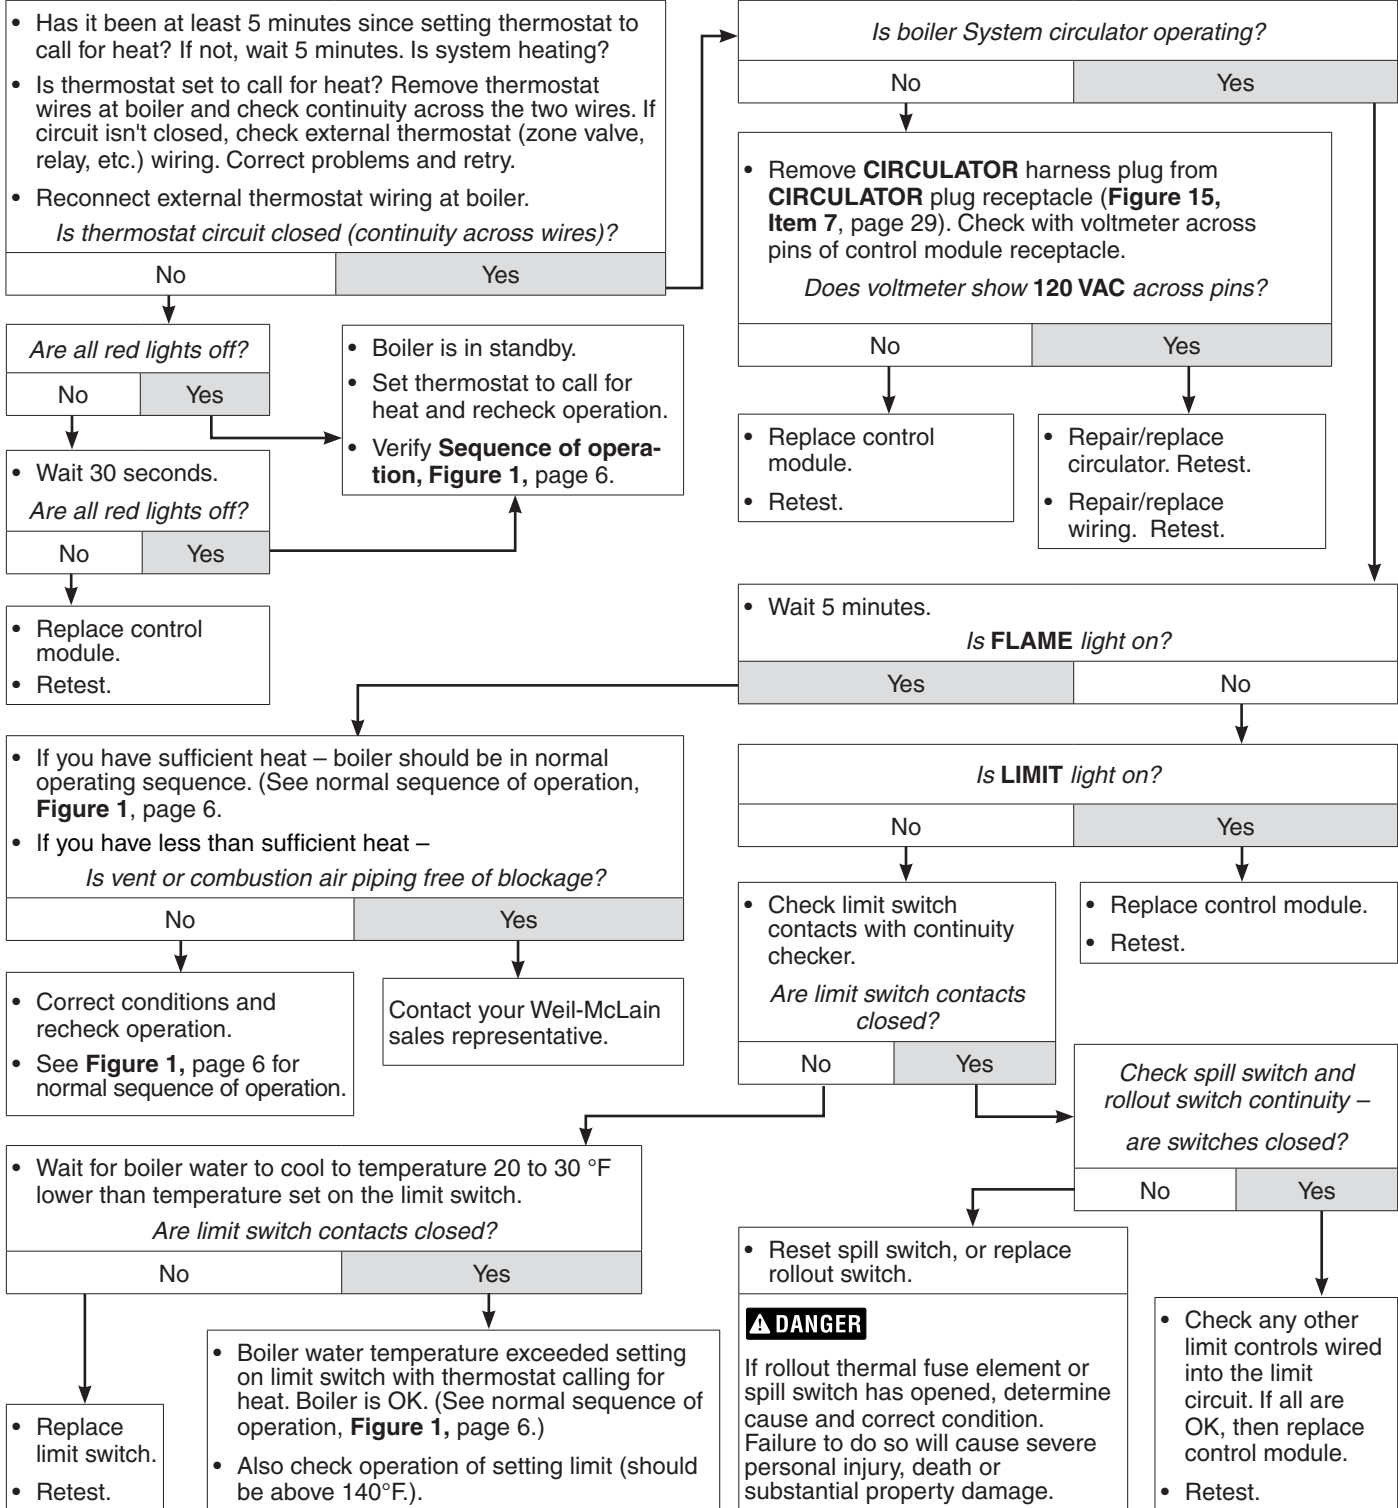 • Has it been at least 5 minutes since setting thermostat to
call for heat? If not, wait 5 minutes. Is system heating?
• Is thermostat set to call for heat? Remove thermostat
wires at boiler and check continuity across the two wires. If
circuit isn't closed, check external thermostat (zone valve,
relay, etc.) wiring. Correct problems and retry.
• Reconnect external thermostat wiring at boiler.
Is thermostat circuit closed (continuity across wires)?
No
Yes
Are all red lights off?
No
Yes
• Boiler is in standby.
• Set thermostat to call for
heat and recheck operation.
• Verify Sequence of opera-
tion, Figure 1, page 6.
• Wait 30 seconds.
Are all red lights off?
No
Yes
• Replace control
module.
• Retest.
Is boiler System circulator operating?
No
Yes
• Remove CIRCULATOR harness plug from
CIRCULATOR plug receptacle (Figure 15,
Item 7, page 29). Check with voltmeter across
pins of control module receptacle.
Does voltmeter show 120 VAC across pins?
No
Yes
• Replace control
module.
• Retest.
• Repair/replace
circulator. Retest.
• Repair/replace
wiring. Retest.
• Wait 5 minutes.
Is FLAME light on?
Yes
No
• If you have sufficient heat – boiler should be in normal
operating sequence. (See normal sequence of operation,
Figure 1, page 6.
• If you have less than sufficient heat –
Is vent or combustion air piping free of blockage?
No
Yes
• Correct conditions and
recheck operation.
• See Figure 1, page 6 for
normal sequence of operation.
Contact your Weil-McLain
sales representative.
Is LIMIT light on?
No
Yes
• Check limit switch
contacts with continuity
checker.
Are limit switch contacts
closed?
No
Yes
• Replace control module.
• Retest.
Check spill switch and
rollout switch continuity –
are switches closed?
No
Yes
• Wait for boiler water to cool to temperature 20 to 30 °F
lower than temperature set on the limit switch.
Are limit switch contacts closed?
No
Yes
• Replace
limit switch.
• Retest.
• Boiler water temperature exceeded setting
on limit switch with thermostat calling for
heat. Boiler is OK. (See normal sequence of
operation, Figure 1, page 6.)
• Also check operation of setting limit (should
be above 140°F.).
• Reset spill switch, or replace
rollout switch.
DANGER
If rollout thermal fuse element or
spill switch has opened, determine
cause and correct condition.
Failure to do so will cause severe
personal injury, death or
substantial property damage.
• Check any other
limit controls wired
into the limit
circuit. If all are
OK, then replace
control module.
• Retest.